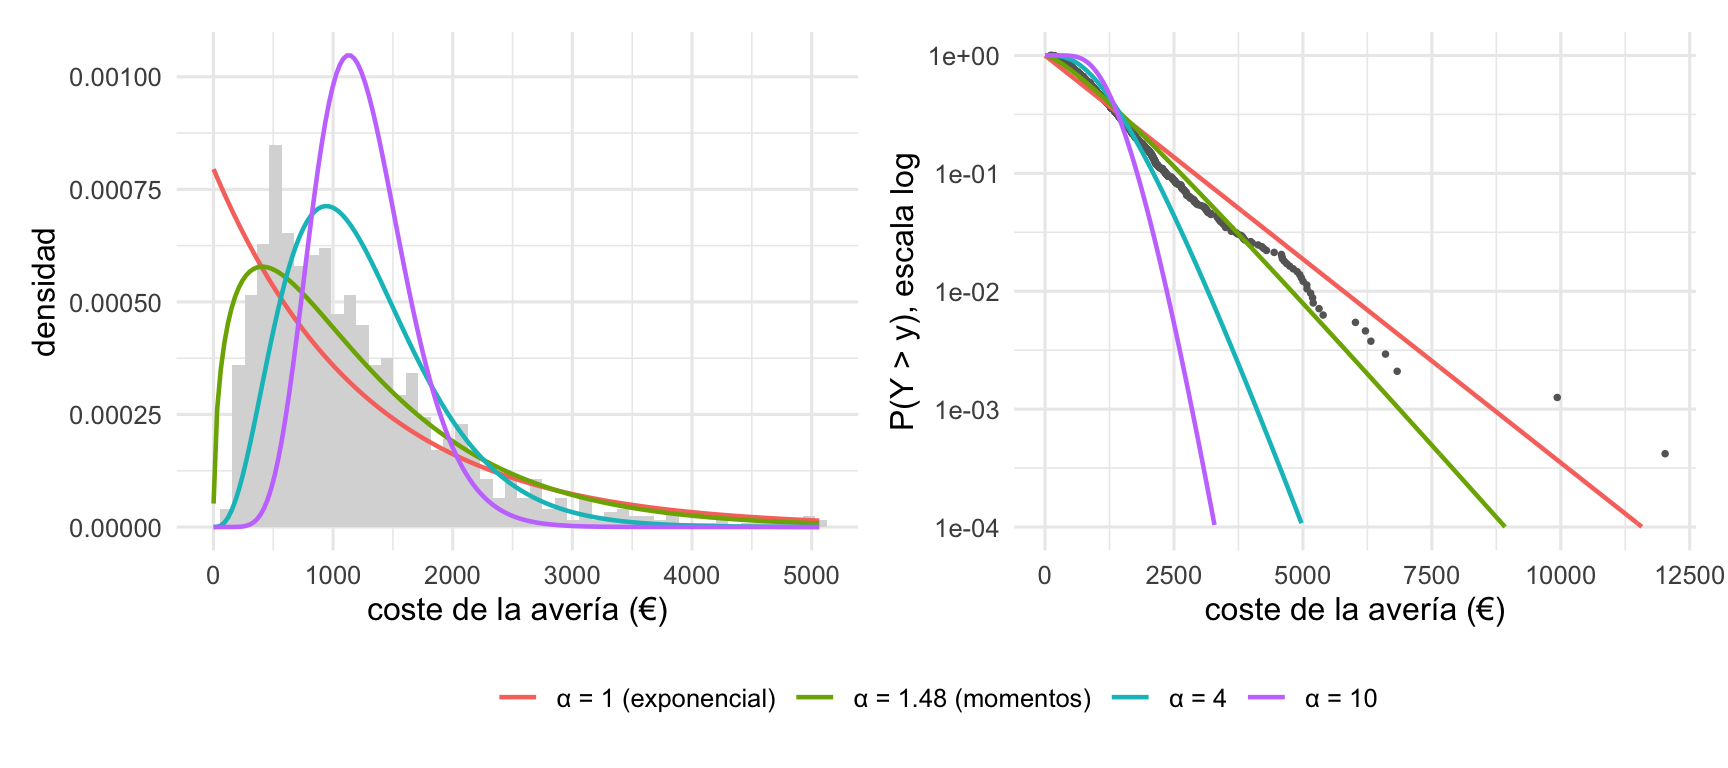 densidad
0.00100
0.00075
0.00050
0.00025
0.00000
0
1000
2000
3000
4000
5000
coste de la avería (€)
P(Y > y), escala log
1e+00
1e-01
1e-02
1e-03
1e-04
0
2500
5000
7500
10000
12500
coste de la avería (€)
α = 1 (exponencial)
α = 1.48 (momentos)
α = 4
α = 10